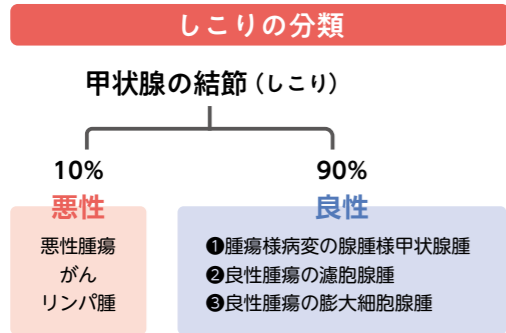 しこりの分類
甲状腺の結節（しこり）
10%
悪性
悪性腫瘍
がん
リンパ腫
90%
良性
❶腫瘍様病変の腺腫様甲状腺腫
❷良性腫瘍の濾胞腺腫
❸良性腫瘍の膨大細胞腺腫